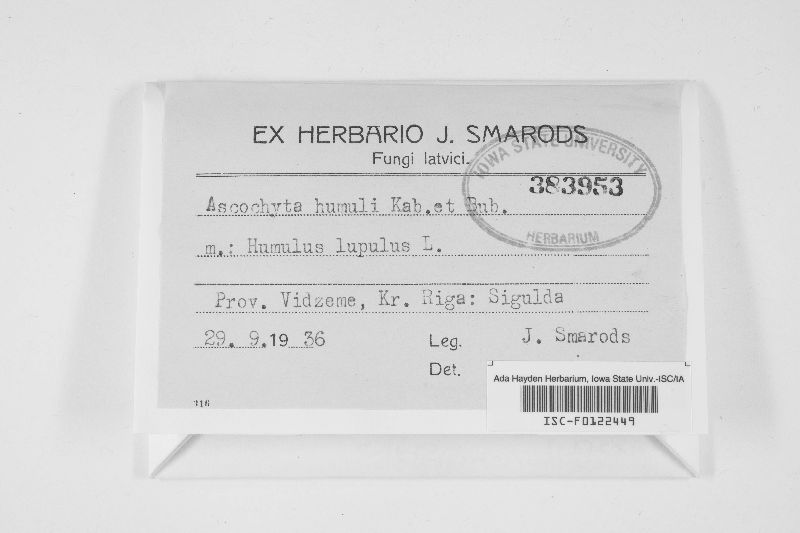 EX HERBARIO J. SMARODS
Fungi latvici.
IOWA STATE UNIVERSITY
383953
HERBARIUM
Ascochyta humuli Kab.et Bub.
m.: Humulus lupulus L.
Prov. Vidzeme, Kr. Riga: Sigulda
29. 9.19 36 Leg. J. Smarods
Det.
Ada Hayden Herbarium, Iowa State Univ.-ISC/IA
ISC-F0122449
316